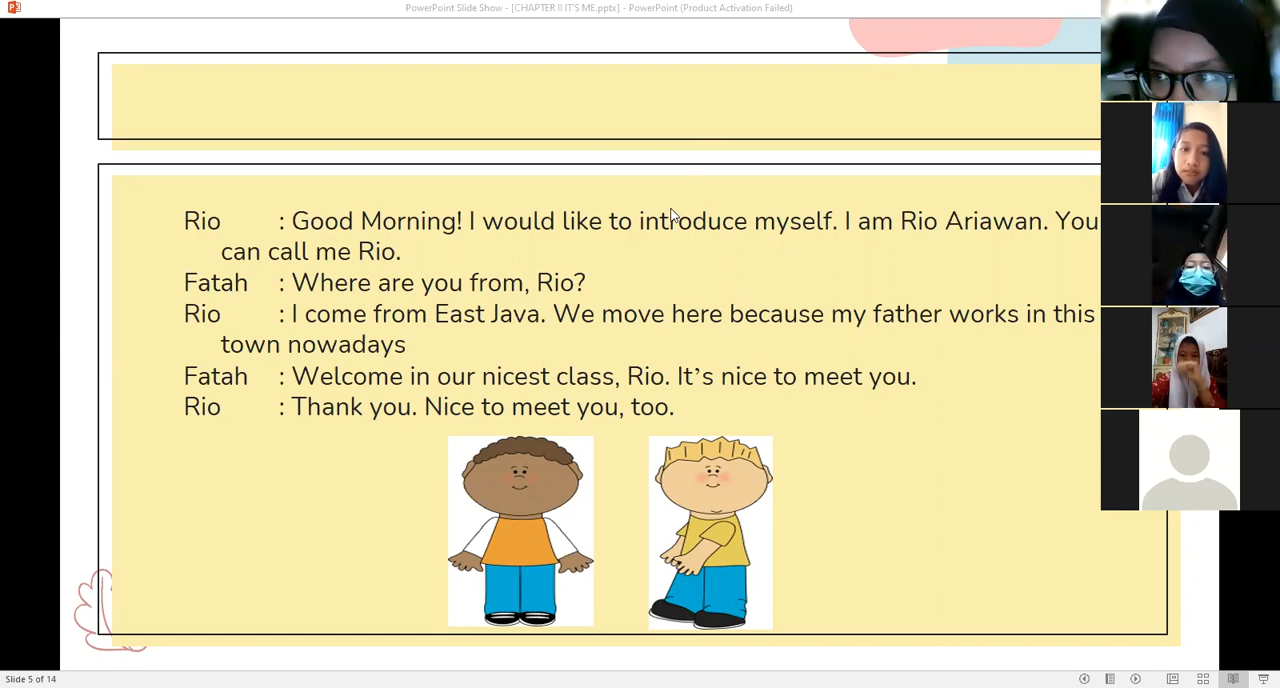 PowerPoint Slide Show - [CHAPTER II IT'S ME.pptx] - PowerPoint (Product Activation Failed)
Rio : Good Morning! I would like to introduce myself. I am Rio Ariawan. You
can call me Rio.
Fatah : Where are you from, Rio?
Rio : I come from East Java. We move here because my father works in this
town nowadays
Fatah : Welcome in our nicest class, Rio. It’s nice to meet you.
Rio : Thank you. Nice to meet you, too.
Slide 5 of 14